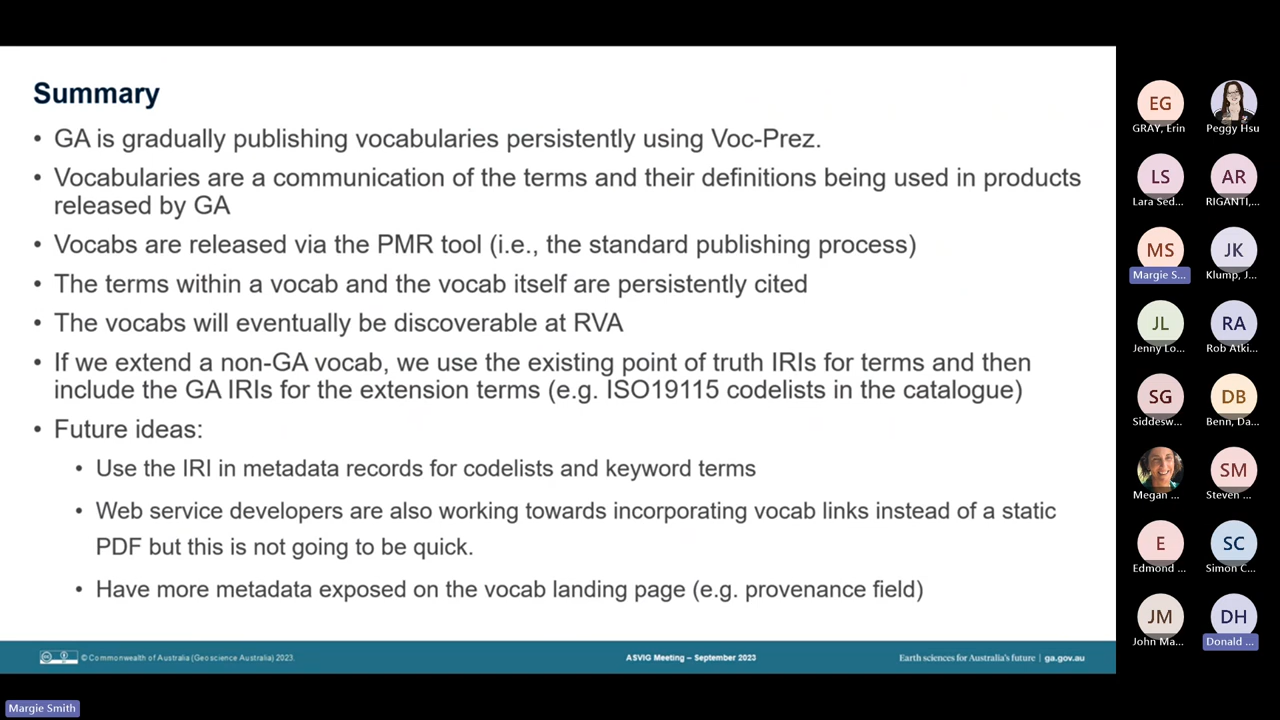 Summary
• GA is gradually publishing vocabularies persistently using Voc-Prez.
• Vocabularies are a communication of the terms and their definitions being used in products
released by GA
• Vocabs are released via the PMR tool (i.e., the standard publishing process)
• The terms within a vocab and the vocab itself are persistently cited
• The vocabs will eventually be discoverable at RVA
• If we extend a non-GA vocab, we use the existing point of truth IRIs for terms and then
include the GA IRIs for the extension terms (e.g. ISO19115 codelists in the catalogue)
• Future ideas:
• Use the IRI in metadata records for codelists and keyword terms
• Web service developers are also working towards incorporating vocab links instead of a static
PDF but this is not going to be quick.
• Have more metadata exposed on the vocab landing page (e.g. provenance field)
© Commonwealth of Australia (Geoscience Australia) 2023.
ASVIG Meeting – September 2023
Earth sciences for Australia's future | ga.gov.au
EG
GRAY, Erin
Peggy Hsu
LS
Lara Sed...
AR
RIGANTI,...
MS
Margie S...
JK
Klump, J...
JL
Jenny Lo...
RA
Rob Atki...
SG
Siddesw...
DB
Benn, Da...
Megan ...
SM
Steven ...
E
Edmond ...
SC
Simon C...
JM
John Ma...
DH
Donald ...
Margie Smith